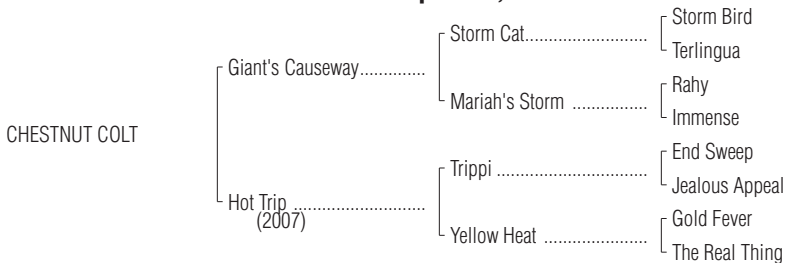 Storm Bird
Storm Cat
Terlingua
Giant's Causeway
Rahy
Mariah's Storm
Immense
CHESTNUT COLT
End Sweep
Trippi
Jealous Appeal
Hot Trip
(2007)
Gold Fever
Yellow Heat
The Real Thing